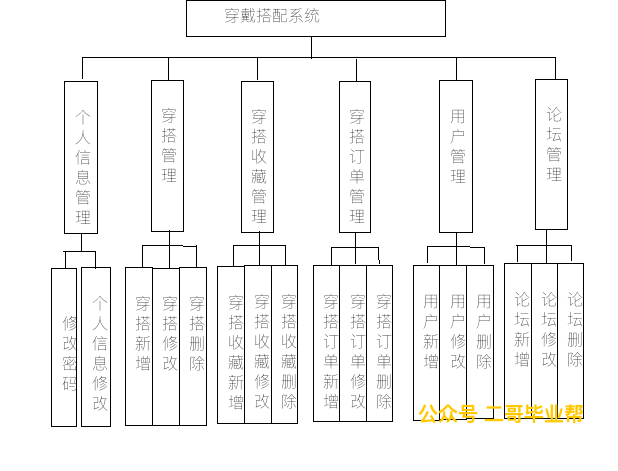 穿戴搭配系统
个人信息管理
穿搭管理
穿搭收藏管理
穿搭订单管理
用户管理
论坛管理
修改密码
个人信息修改
穿搭新增
穿搭修改
穿搭删除
穿搭收藏新增
穿搭收藏修改
穿搭收藏删除
穿搭订单新增
穿搭订单修改
穿搭订单删除
用户新增
用户修改
用户删除
论坛新增
论坛修改
论坛删除
公众号 二哥毕业帮